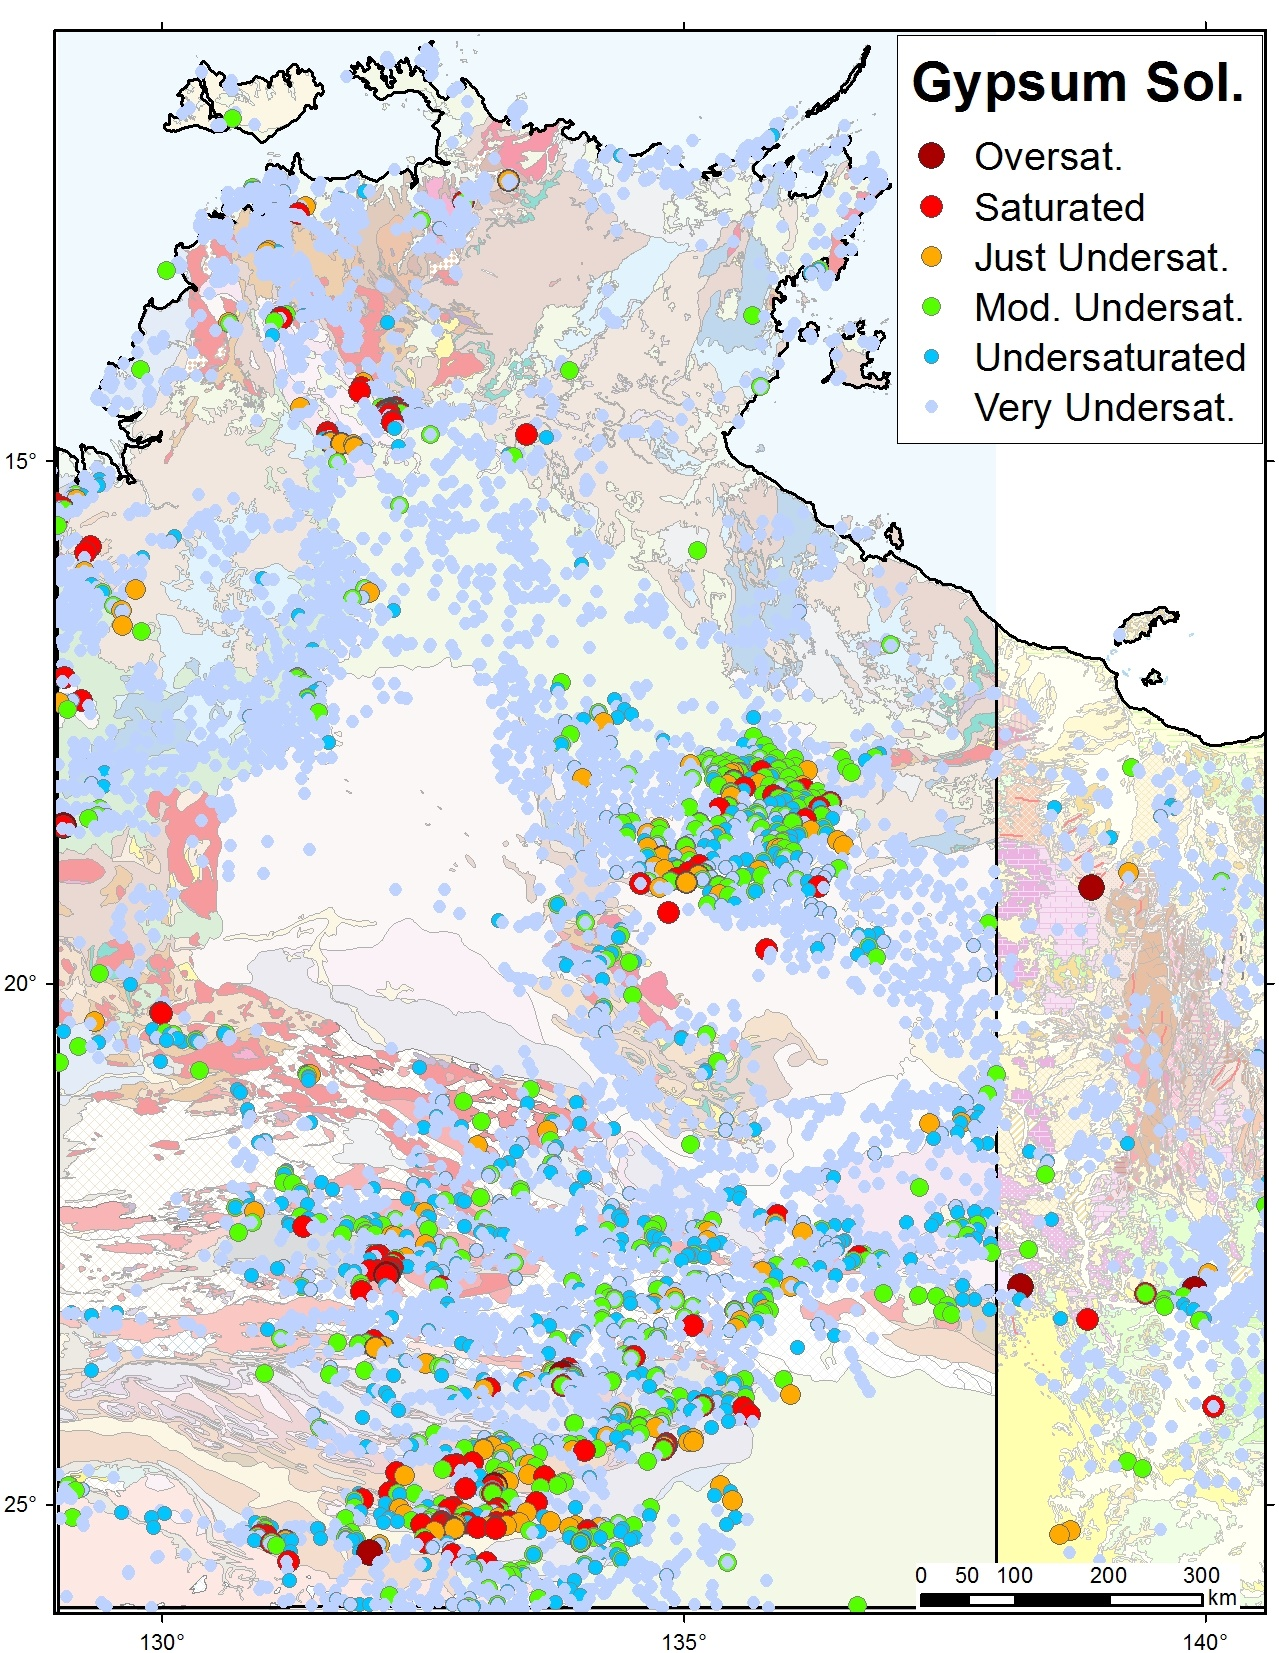 Gypsum Sol.
Oversat.
Saturated
Just Undersat.
Mod. Undersat.
Undersaturated
Very Undersat.
15°
20°
25°
0 50 100 200 300
km
130° 135° 140°